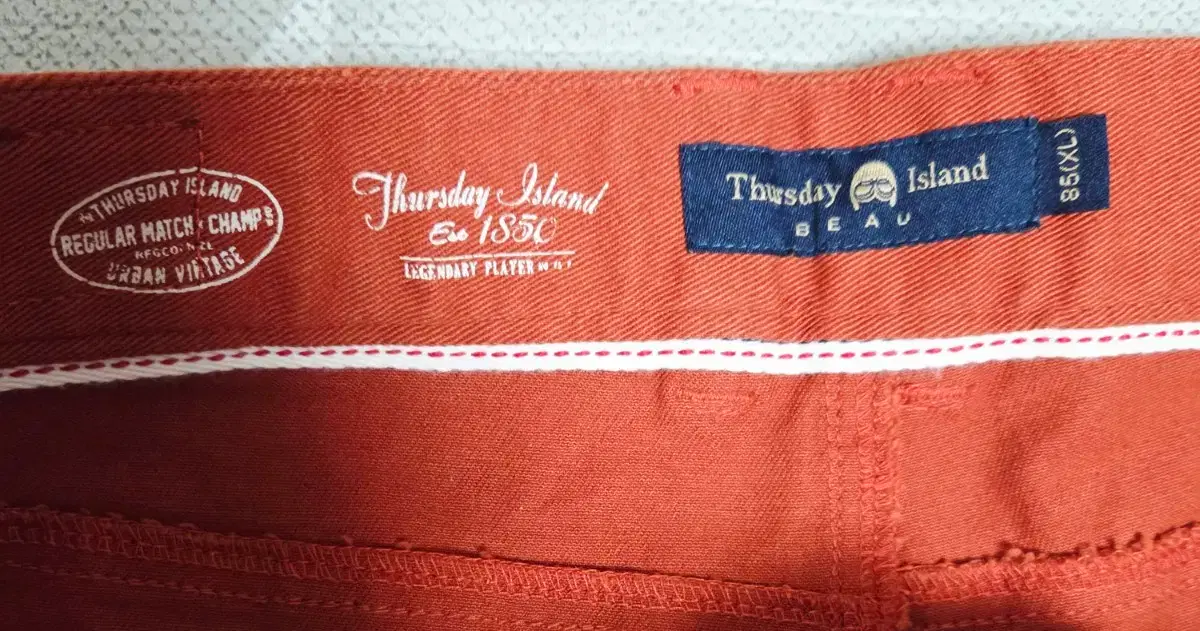 THURSDAY ISLAND
REGULAR MATCH CHAMP
URBAN VINTAGE
Thursday Island
Est 1850
LEGENDARY PLAYER
Thursday Island
BEAU
85(XL)